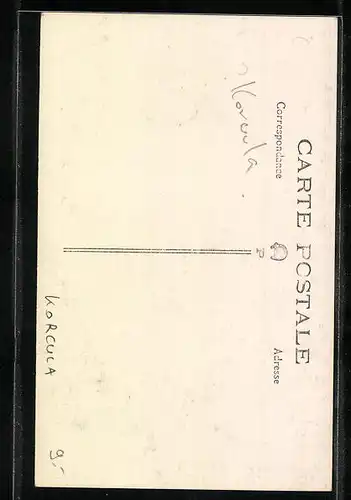 CARTE POSTALE
Correspondance
Adresse
P
Korcula
KORCULA
9,-